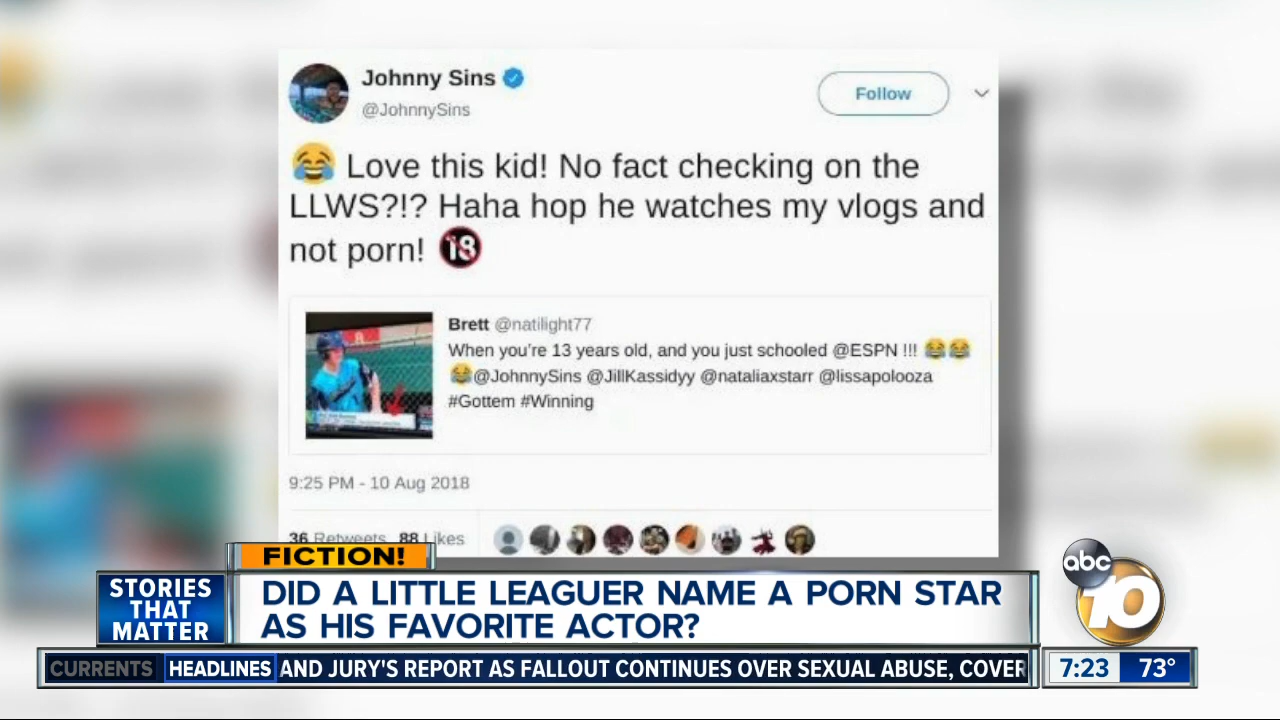 Johnny Sins
@JohnnySins
Follow
😂 Love this kid! No fact checking on the
LLWS?!? Haha hop he watches my vlogs and
not porn! 🔞
Brett @natilight77
When you're 13 years old, and you just schooled @ESPN !!! 😂😂
😂@JohnnySins @JillKassidyy @nataliaxstarr @lissapolooza
#Gottem #Winning
9:25 PM - 10 Aug 2018
36 Retweets 88 Likes
FICTION!
STORIES
THAT
MATTER
DID A LITTLE LEAGUER NAME A PORN STAR
AS HIS FAVORITE ACTOR?
abc
10
CURRENTS HEADLINES AND JURY'S REPORT AS FALLOUT CONTINUES OVER SEXUAL ABUSE, COVER
7:23 73°